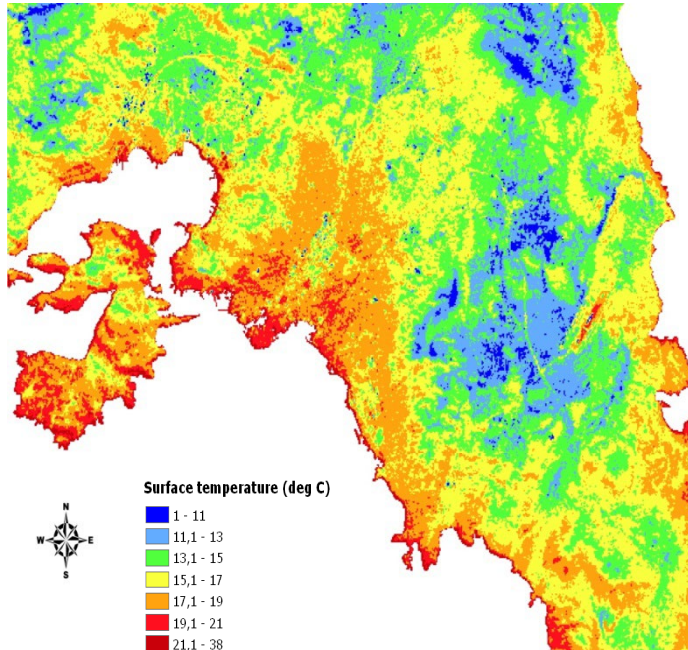 Surface temperature (deg C)
1 - 11
11,1 - 13
13,1 - 15
15,1 - 17
17,1 - 19
19,1 - 21
21,1 - 38
N
W E
S